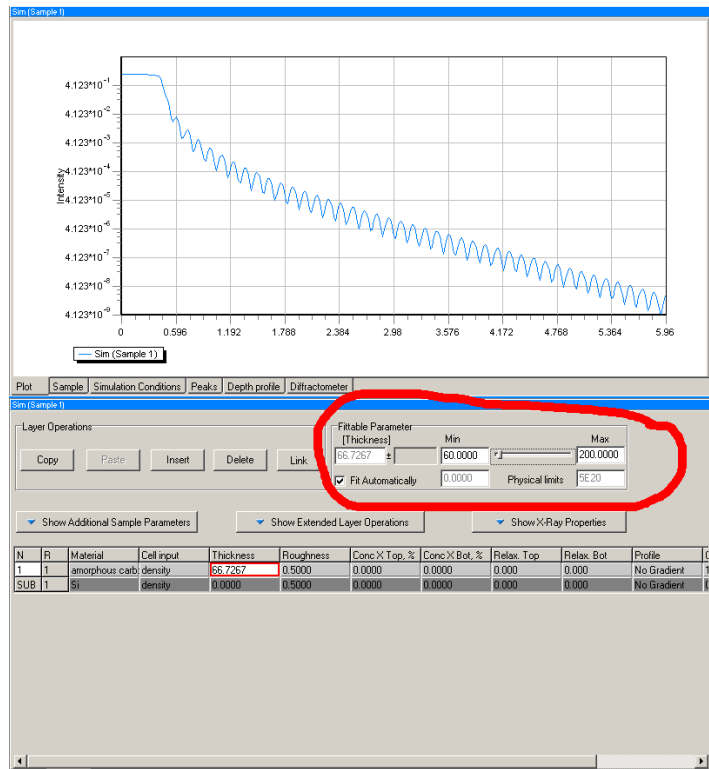 Sim (Sample 1)
4.123*10-1
4.123*10-2
4.123*10-3
4.123*10-4
4.123*10-5
4.123*10-6
4.123*10-7
4.123*10-8
4.123*10-9
Intensity
0 0.596 1.192 1.788 2.384 2.98 3.576 4.172 4.768 5.364 5.96
Sim (Sample 1)
Plot Sample Simulation Conditions Peaks Depth profile Diffractometer
Sim (Sample 1)
Layer Operations
Copy Paste Insert Delete Link
Fittable Parameter
[Thickness] Min Max
66.7267 ± 60.0000 200.0000
Fit Automatically 0.0000 Physical limits 5E20
Show Additional Sample Parameters Show Extended Layer Operations Show X-Ray Properties
N R Material Cell input Thickness Roughness Conc X Top, % Conc X Bot, % Relax. Top Relax. Bot Profile
1 1 amorphous carb density 66.7267 0.5000 0.0000 0.0000 0.000 0.000 No Gradient 1
SUB 1 Si density 0.0000 0.5000 0.0000 0.0000 0.000 0.000 No Gradient